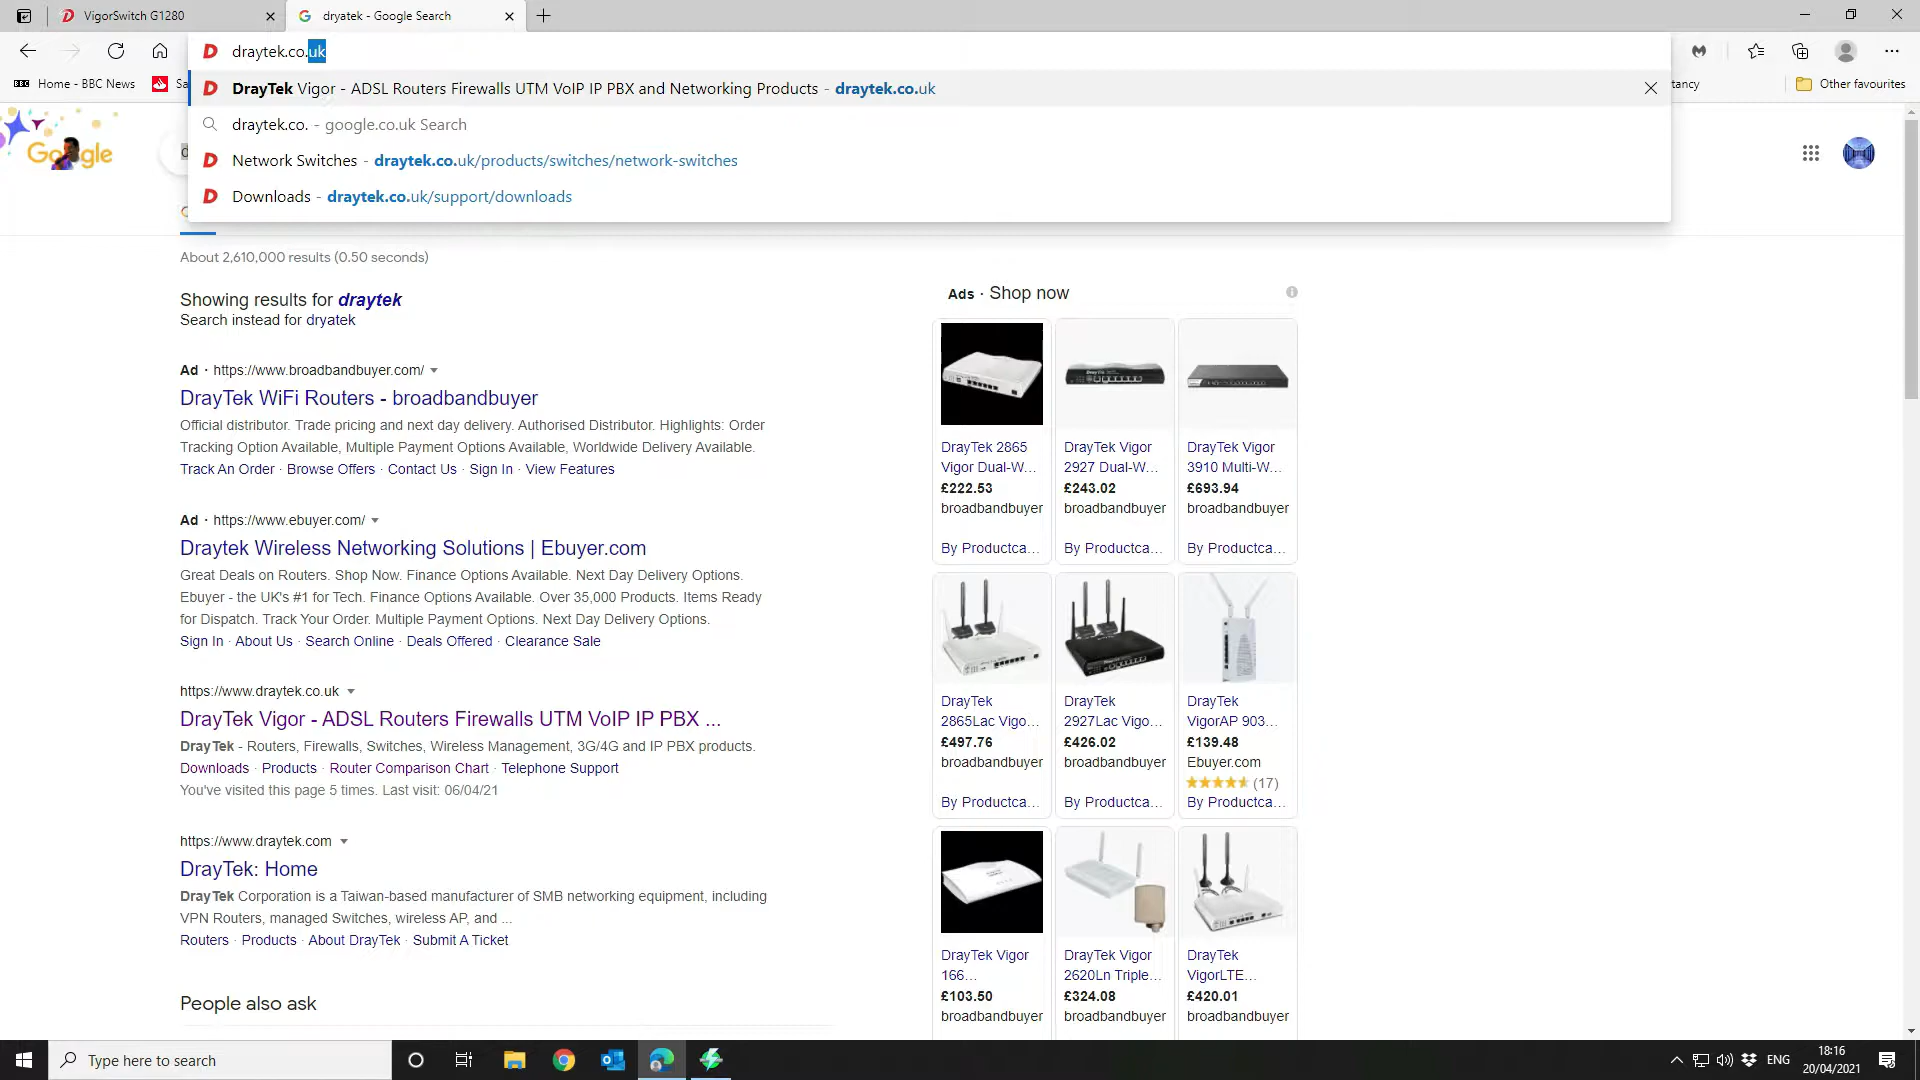 VigorSwitch G1280
dryatek - Google Search
draytek.co.uk
BBC Home - BBC News
Sa
tancy
Other favourites
DrayTek Vigor - ADSL Routers Firewalls UTM VoIP IP PBX and Networking Products - draytek.co.uk
draytek.co. - google.co.uk Search
Network Switches - draytek.co.uk/products/switches/network-switches
Downloads - draytek.co.uk/support/downloads
Google
d
About 2,610,000 results (0.50 seconds)
Showing results for draytek
Search instead for dryatek
Ad · https://www.broadbandbuyer.com/
DrayTek WiFi Routers - broadbandbuyer
Official distributor. Trade pricing and next day delivery. Authorised Distributor. Highlights: Order
Tracking Option Available, Multiple Payment Options Available, Worldwide Delivery Available.
Track An Order · Browse Offers · Contact Us · Sign In · View Features
Ad · https://www.ebuyer.com/
Draytek Wireless Networking Solutions | Ebuyer.com
Great Deals on Routers. Shop Now. Finance Options Available. Next Day Delivery Options.
Ebuyer - the UK's #1 for Tech. Finance Options Available. Over 35,000 Products. Items Ready
for Dispatch. Track Your Order. Multiple Payment Options. Next Day Delivery Options.
Sign In · About Us · Search Online · Deals Offered · Clearance Sale
https://www.draytek.co.uk
DrayTek Vigor - ADSL Routers Firewalls UTM VoIP IP PBX ...
DrayTek - Routers, Firewalls, Switches, Wireless Management, 3G/4G and IP PBX products.
Downloads · Products · Router Comparison Chart · Telephone Support
You've visited this page 5 times. Last visit: 06/04/21
https://www.draytek.com
DrayTek: Home
DrayTek Corporation is a Taiwan-based manufacturer of SMB networking equipment, including
VPN Routers, managed Switches, wireless AP, and ...
Routers · Products · About DrayTek · Submit A Ticket
People also ask
Ads · Shop now
DrayTek 2865
Vigor Dual-W...
£222.53
broadbandbuyer
By Productca...
DrayTek Vigor
2927 Dual-W...
£243.02
broadbandbuyer
By Productca...
DrayTek Vigor
3910 Multi-W...
£693.94
broadbandbuyer
By Productca...
DrayTek
2865Lac Vigo...
£497.76
broadbandbuyer
By Productca...
DrayTek
2927Lac Vigo...
£426.02
broadbandbuyer
By Productca...
DrayTek
VigorAP 903...
£139.48
Ebuyer.com
(17)
By Productca...
DrayTek Vigor
166...
£103.50
broadbandbuyer
DrayTek Vigor
2620Ln Triple...
£324.08
broadbandbuyer
DrayTek
VigorLTE...
£420.01
broadbandbuyer
Type here to search
ENG
18:16
20/04/2021